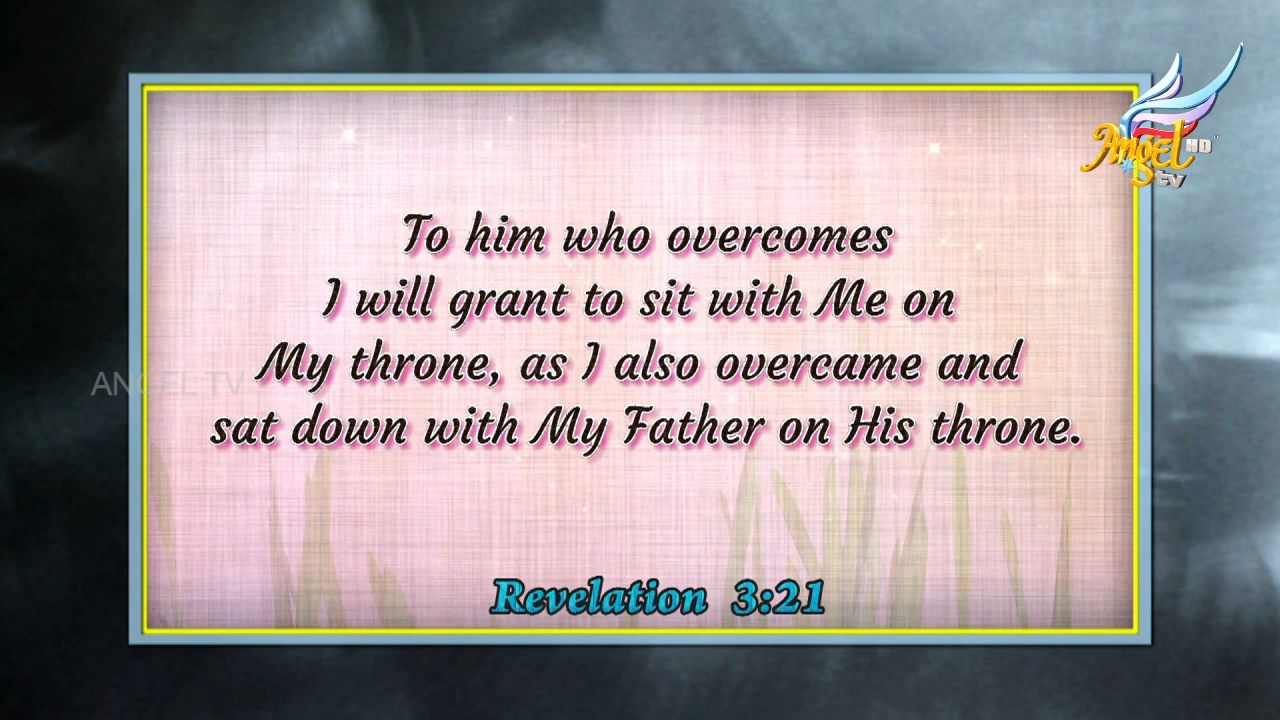 Angel HD
tv
To him who overcomes
I will grant to sit with Me on
My throne, as I also overcame and
sat down with My Father on His throne.
ANGEL TV
Revelation 3:21